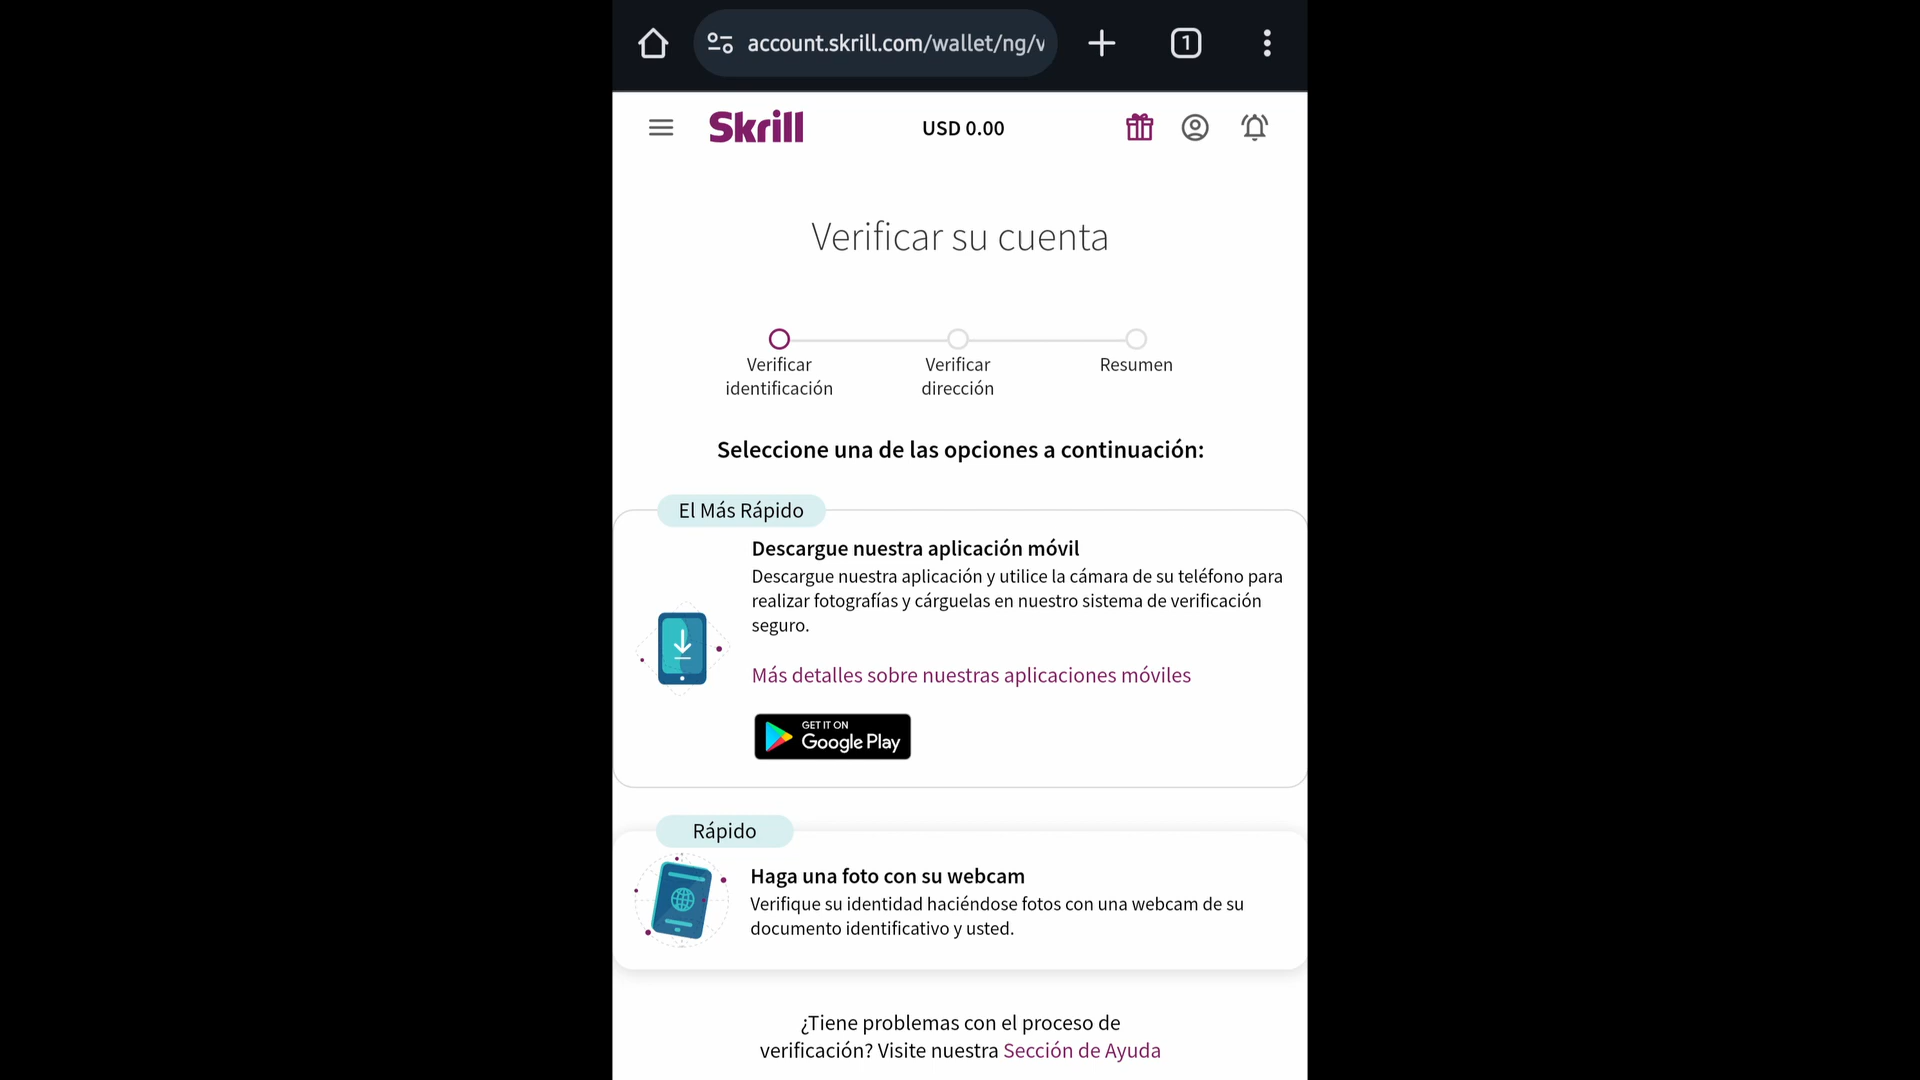 account.skrill.com/wallet/ng/v
1
Skrill
USD 0.00
Verificar su cuenta
Verificar
identificación
Verificar
dirección
Resumen
Seleccione una de las opciones a continuación:
El Más Rápido
Descargue nuestra aplicación móvil
Descargue nuestra aplicación y utilice la cámara de su teléfono para
realizar fotografías y cárguelas en nuestro sistema de verificación
seguro.
Más detalles sobre nuestras aplicaciones móviles
GET IT ON
Google Play
Rápido
Haga una foto con su webcam
Verifique su identidad haciéndose fotos con una webcam de su
documento identificativo y usted.
¿Tiene problemas con el proceso de
verificación? Visite nuestra Sección de Ayuda